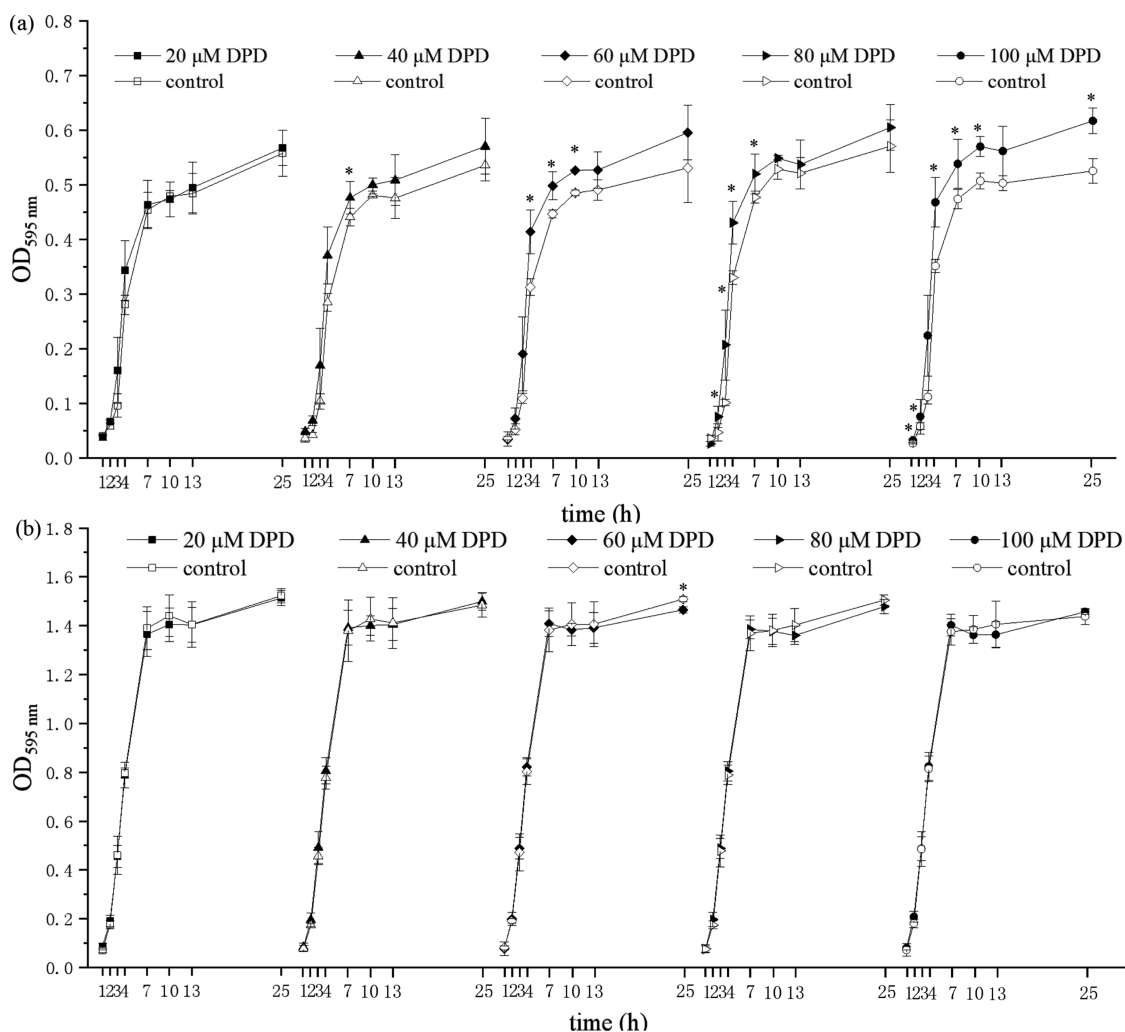 (a)
0.8
0.7
0.6
0.5
0.4
0.3
0.2
0.1
0.0
OD595 nm
20 μM DPD
control
40 μM DPD
control
60 μM DPD
control
80 μM DPD
control
100 μM DPD
control
*
* * *
* * * *
* * * * * *
1234 7 10 13 25
1234 7 10 13 25
1234 7 10 13 25
1234 7 10 13 25
1234 7 10 13 25
time (h)
(b)
1.8
1.6
1.4
1.2
1.0
0.8
0.6
0.4
0.2
0.0
OD595 nm
20 μM DPD
control
40 μM DPD
control
60 μM DPD
control
80 μM DPD
control
100 μM DPD
control
*
1234 7 10 13 25
1234 7 10 13 25
1234 7 10 13 25
1234 7 10 13 25
1234 7 10 13 25
time (h)